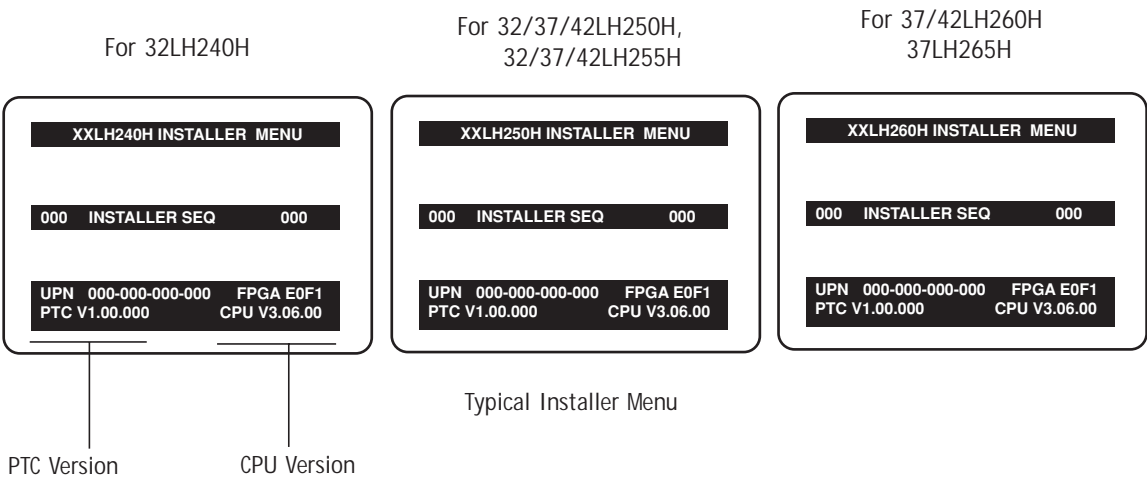 For 32LH240H
XXLH240H INSTALLER MENU
000 INSTALLER SEQ 000
UPN 000-000-000-000 FPGA E0F1
PTC V1.00.000 CPU V3.06.00
PTC Version
CPU Version
For 32/37/42LH250H,
32/37/42LH255H
XXLH250H INSTALLER MENU
000 INSTALLER SEQ 000
UPN 000-000-000-000 FPGA E0F1
PTC V1.00.000 CPU V3.06.00
Typical Installer Menu
For 37/42LH260H
37LH265H
XXLH260H INSTALLER MENU
000 INSTALLER SEQ 000
UPN 000-000-000-000 FPGA E0F1
PTC V1.00.000 CPU V3.06.00